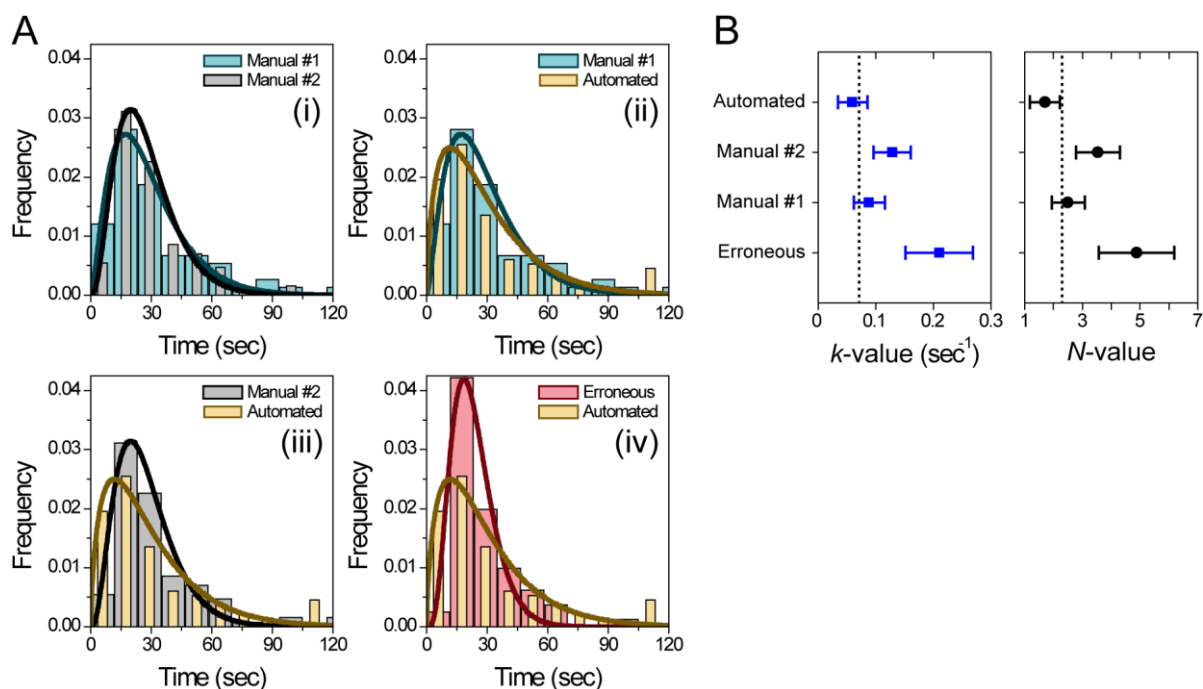 A
Manual #1
Manual #2
(i)
Frequency
0.04
0.03
0.02
0.01
0.00
0 30 60 90 120
Time (sec)
Manual #1
Automated
(ii)
Frequency
0.04
0.03
0.02
0.01
0.00
0 30 60 90 120
Time (sec)
Manual #2
Automated
(iii)
Frequency
0.04
0.03
0.02
0.01
0.00
0 30 60 90 120
Time (sec)
Erroneous
Automated
(iv)
Frequency
0.04
0.03
0.02
0.01
0.00
0 30 60 90 120
Time (sec)
B
Automated
Manual #2
Manual #1
Erroneous
0 0.1 0.2 0.3
k-value (sec⁻¹)
1 3 5 7
N-value